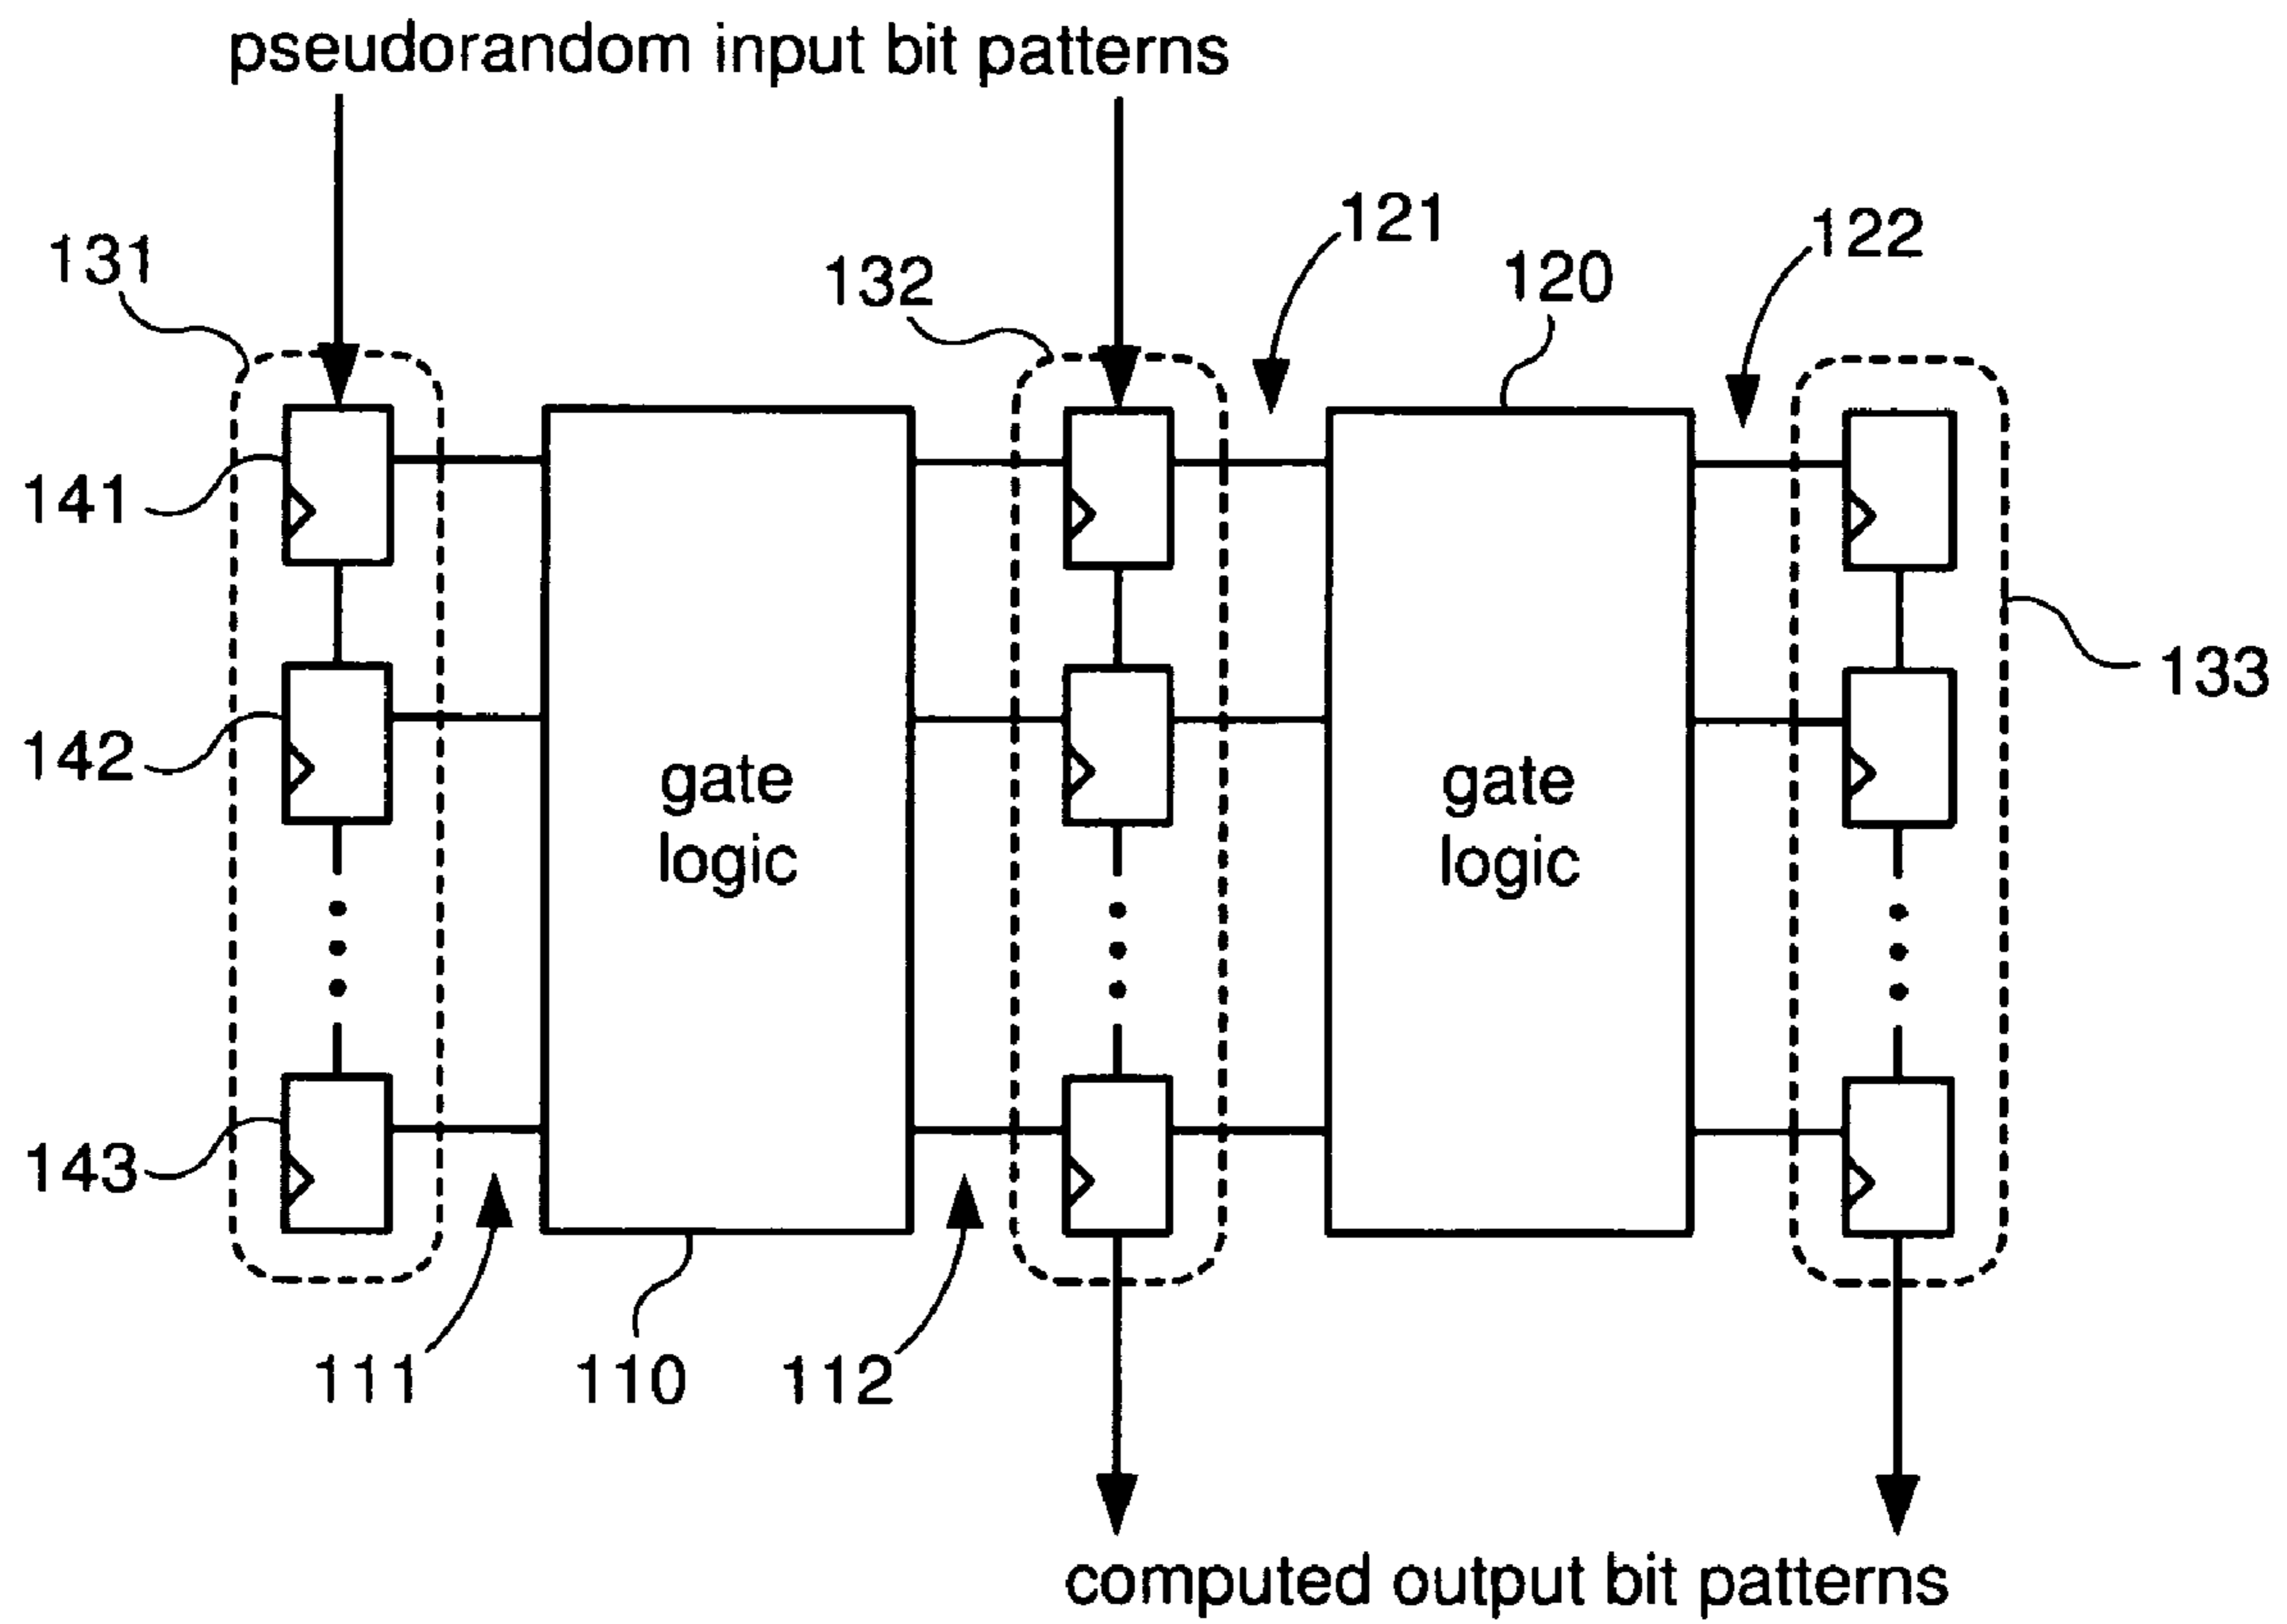 pseudorandom input bit patterns
131
132
121
120
122
141
133
142
gate
logic
gate
logic
143
111
110
112
computed output bit patterns